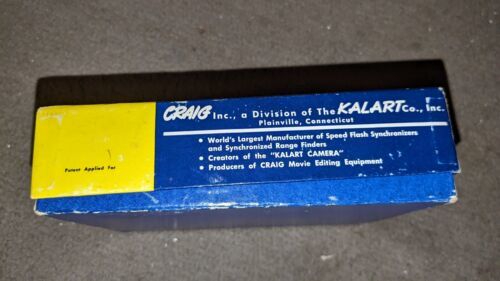 CRAIG Inc., a Division of The KALART Co., Inc.
Plainville, Connecticut
• World's Largest Manufacturer of Speed Flash Synchronizers
and Synchronized Range Finders
• Creators of the "KALART CAMERA"
• Producers of CRAIG Movie Editing Equipment
Patent Applied For